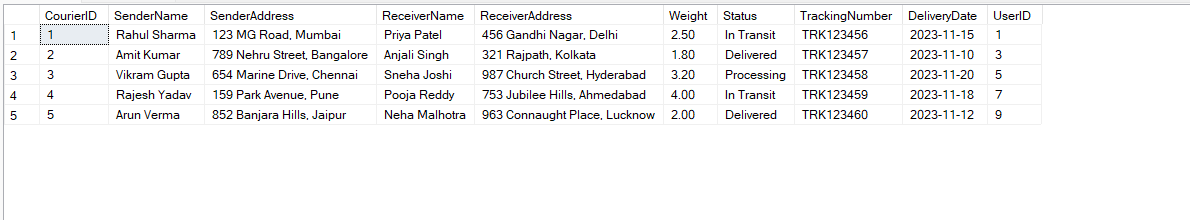 CourierID SenderName SenderAddress ReceiverName ReceiverAddress Weight Status TrackingNumber DeliveryDate UserID
1 1 Rahul Sharma 123 MG Road, Mumbai Priya Patel 456 Gandhi Nagar, Delhi 2.50 In Transit TRK123456 2023-11-15 1
2 2 Amit Kumar 789 Nehru Street, Bangalore Anjali Singh 321 Rajpath, Kolkata 1.80 Delivered TRK123457 2023-11-10 3
3 3 Vikram Gupta 654 Marine Drive, Chennai Sneha Joshi 987 Church Street, Hyderabad 3.20 Processing TRK123458 2023-11-20 5
4 4 Rajesh Yadav 159 Park Avenue, Pune Pooja Reddy 753 Jubilee Hills, Ahmedabad 4.00 In Transit TRK123459 2023-11-18 7
5 5 Arun Verma 852 Banjara Hills, Jaipur Neha Malhotra 963 Connaught Place, Lucknow 2.00 Delivered TRK123460 2023-11-12 9